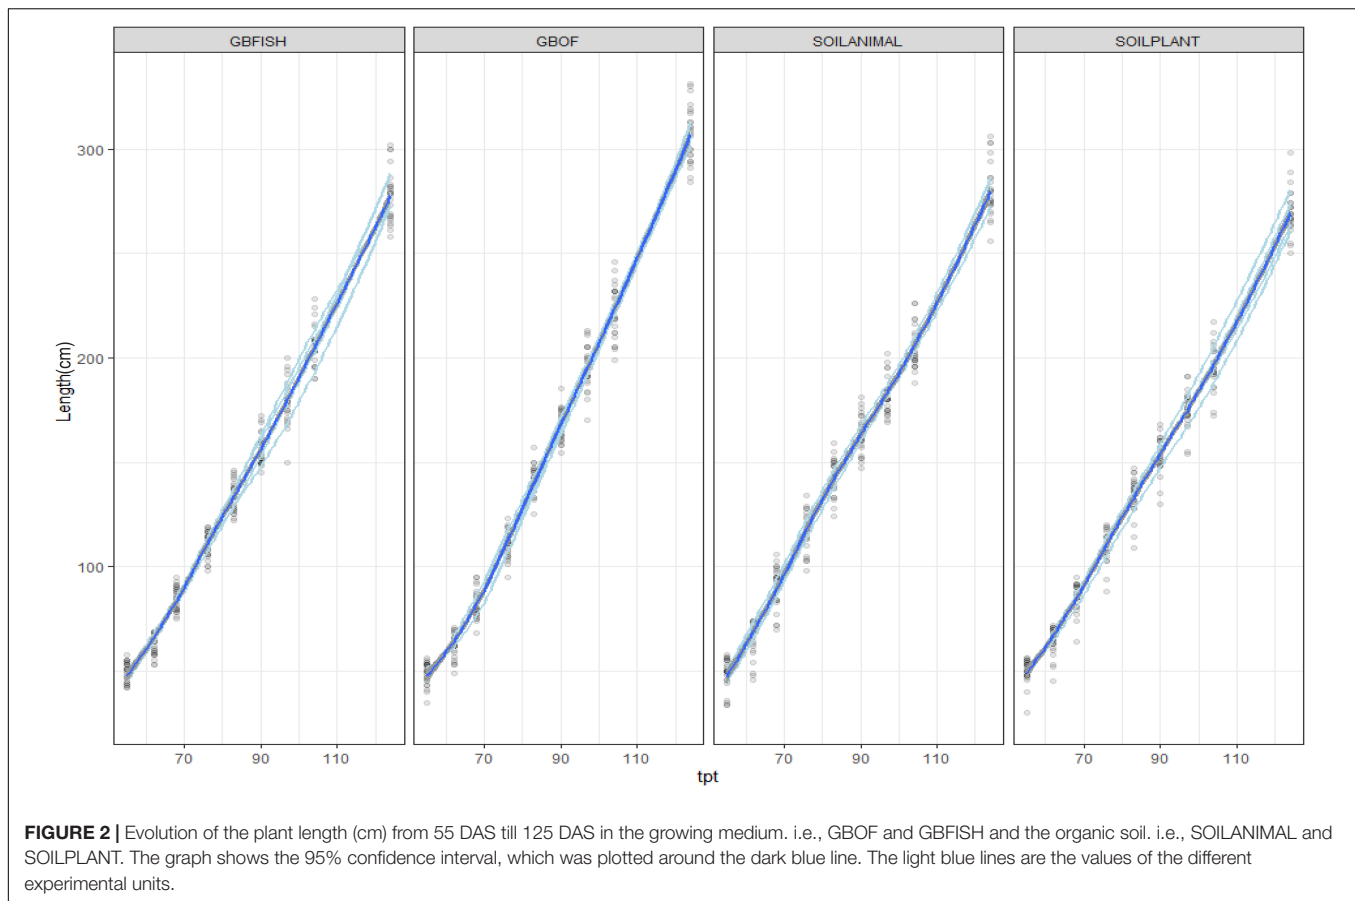 GBFISH GBOF SOILANIMAL SOILPLANT
300
200
100
Length(cm)
70 90 110 70 90 110 70 90 110 70 90 110
tpt
FIGURE 2 | Evolution of the plant length (cm) from 55 DAS till 125 DAS in the growing medium. i.e., GBOF and GBFISH and the organic soil. i.e., SOILANIMAL and
SOILPLANT. The graph shows the 95% confidence interval, which was plotted around the dark blue line. The light blue lines are the values of the different
experimental units.